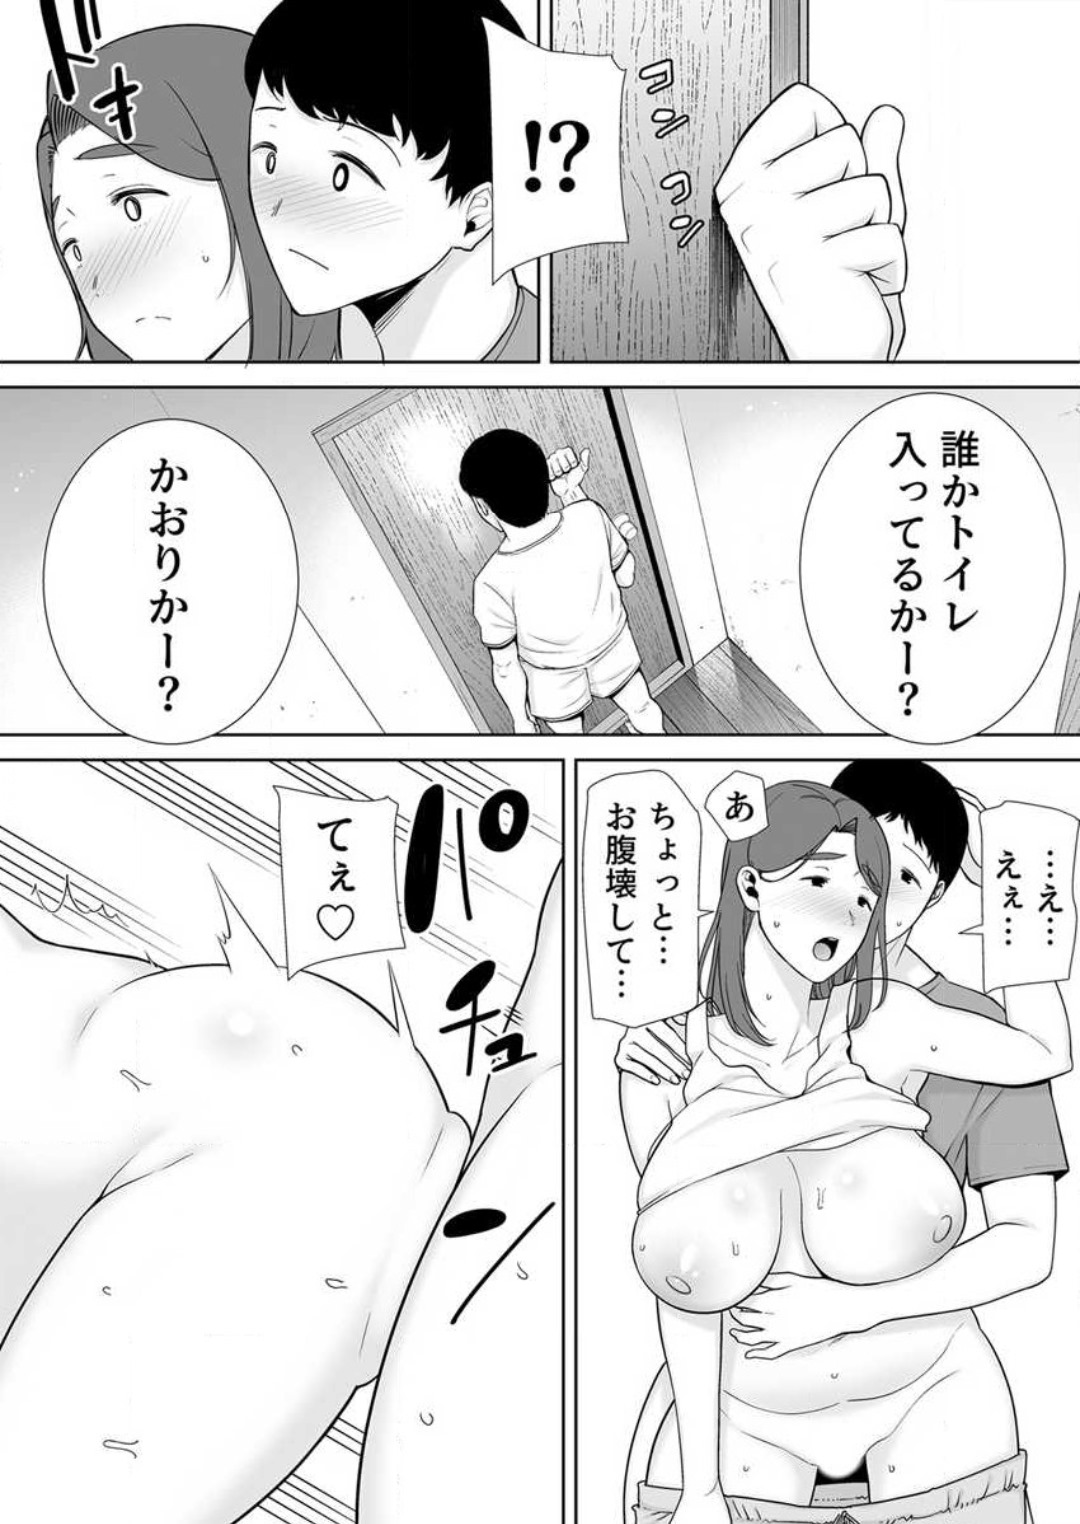 コンコン
!?
ドキ
誰かトイレ
入ってるかー?
かおりかー?
…え…
えぇ…
あ
ちょっと…
お腹壊して…
てぇ♡
パチュ